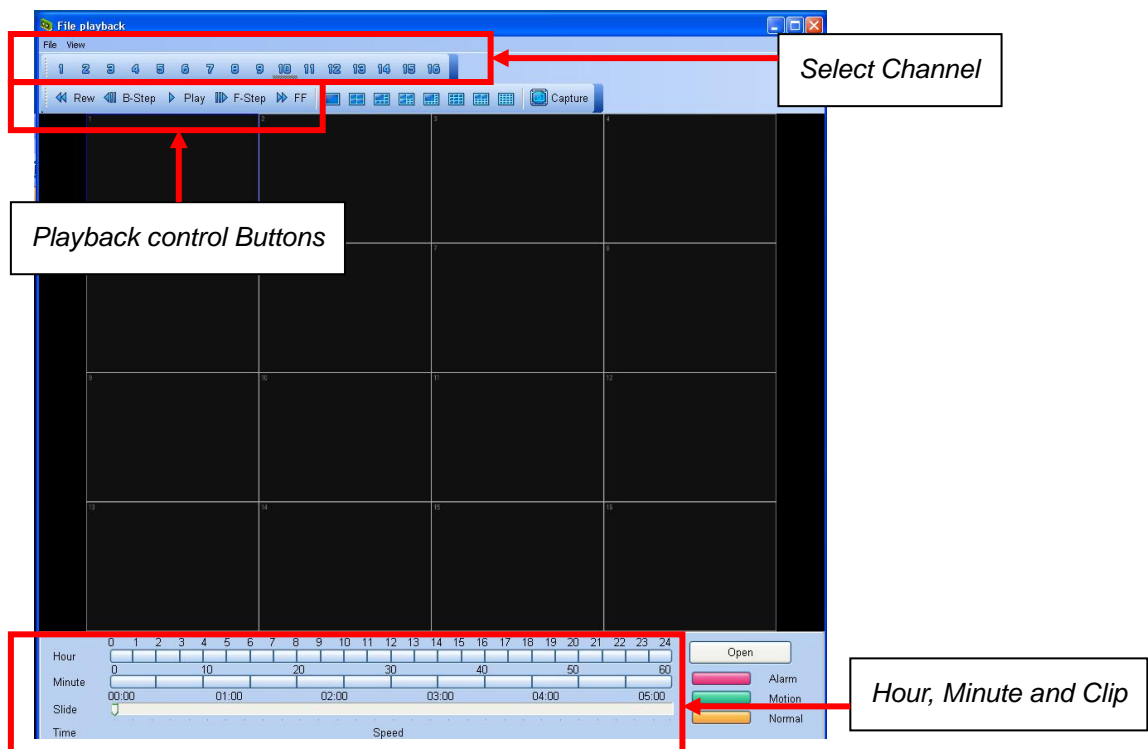 File playback
File View
1 2 3 4 5 6 7 8 9 10 11 12 13 14 15 16
Select Channel
Rew B-Step Play F-Step FF Capture
1 2 3 4
Playback control Buttons
7 8
9 10 11 12
13 14 15 16
0 1 2 3 4 5 6 7 8 9 10 11 12 13 14 15 16 17 18 19 20 21 22 23 24
Hour
Open
0 10 20 30 40 50 60
Minute
Alarm
00:00 01:00 02:00 03:00 04:00 05:00
Motion
Hour, Minute and Clip
Slide
Normal
Time Speed